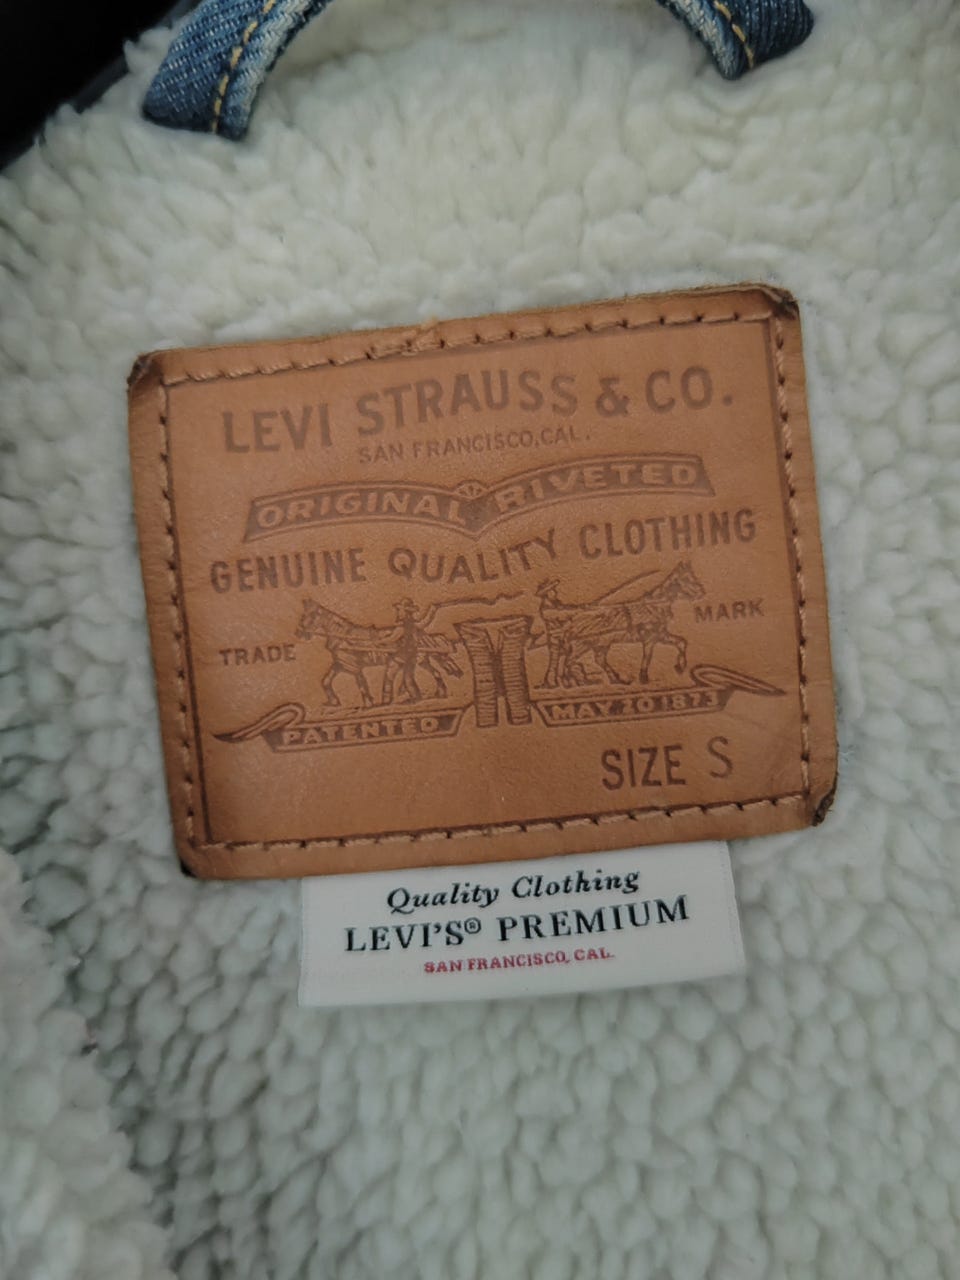 LEVI STRAUSS & CO.
SAN FRANCISCO, CAL.
ORIGINAL RIVETED
GENUINE QUALITY CLOTHING
TRADE MARK
PATENTED MAY 20 1873
SIZE S
Quality Clothing
LEVI'S® PREMIUM
SAN FRANCISCO, CAL.